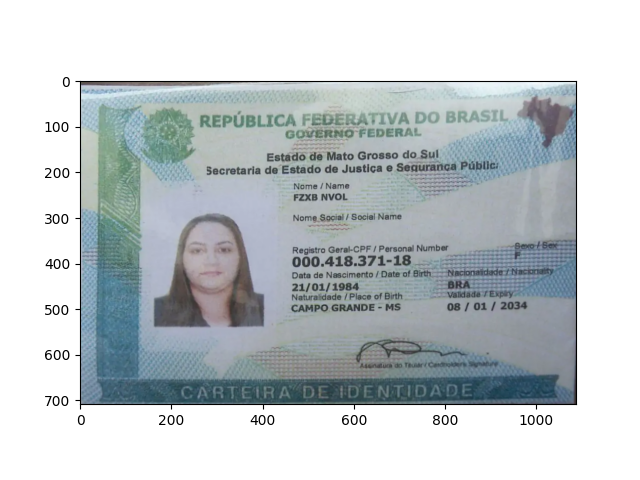 REPÚBLICA FEDERATIVA DO BRASIL
GOVERNO FEDERAL
Estado de Mato Grosso do Sul
Secretaria de Estado de Justiça e Segurança Pública
Nome / Name
FZXB NVOL
Nome Social / Social Name
Registro Geral-CPF / Personal Number
Sexo / Sex
000.418.371-18
F
Data de Nascimento / Date of Birth
Nacionalidade / Nacionality
21/01/1984
BRA
Naturalidade / Place of Birth
Validade / Expiry
CAMPO GRANDE - MS
08 / 01 / 2034
Assinatura do Titular / Cardholder's Signature
CARTEIRA DE IDENTIDADE
0
100
200
300
400
500
600
700
0
200
400
600
800
1000